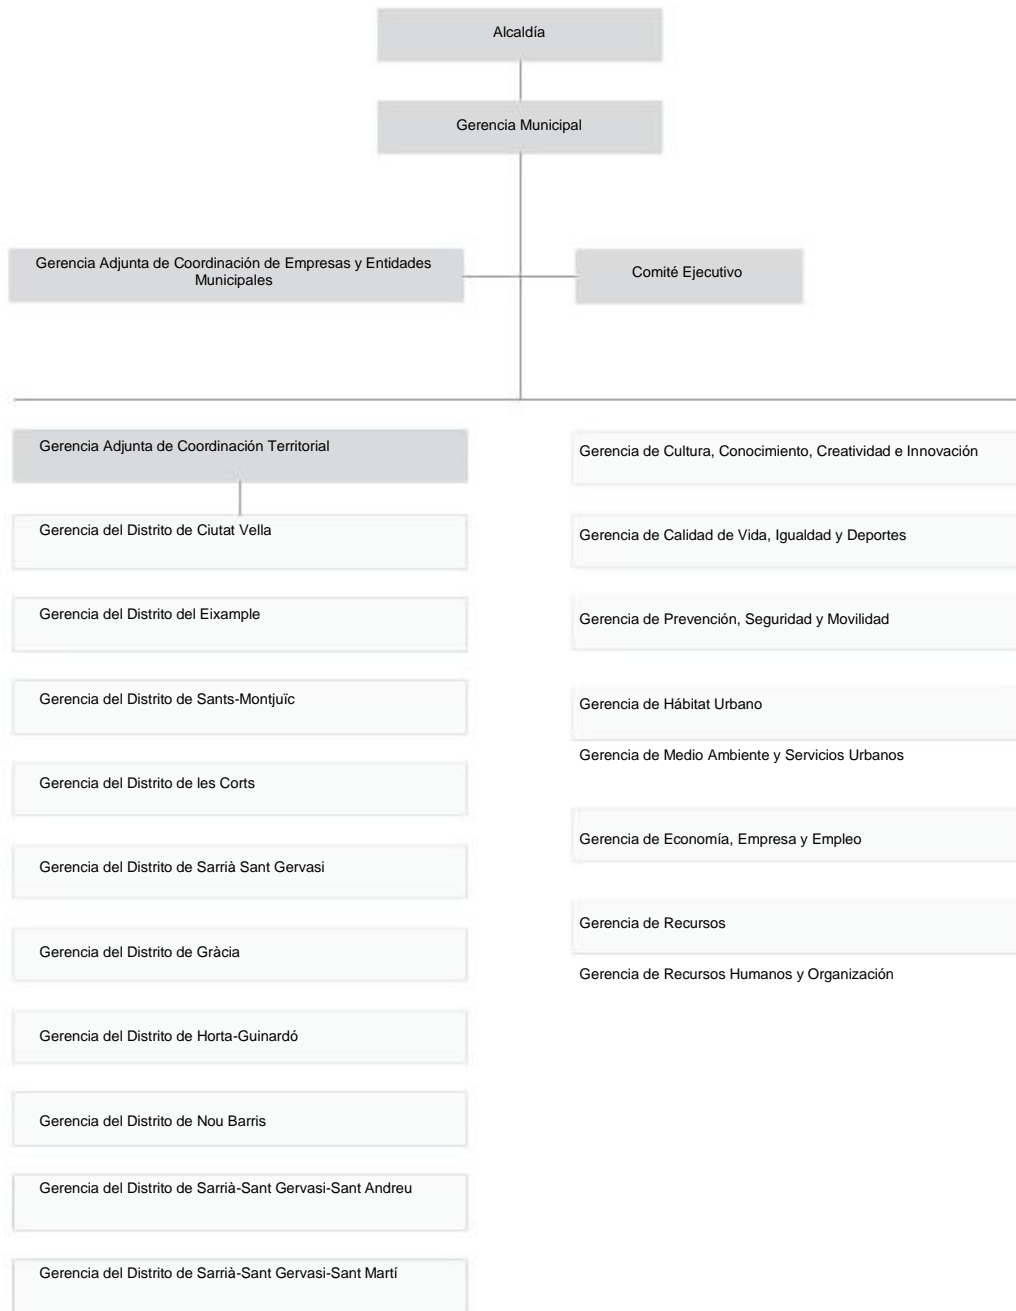 Alcaldía
Gerencia Municipal
Gerencia Adjunta de Coordinación de Empresas y Entidades
Municipales
Comité Ejecutivo
Gerencia Adjunta de Coordinación Territorial
Gerencia del Distrito de Ciutat Vella
Gerencia del Distrito del Eixample
Gerencia del Distrito de Sants-Montjuïc
Gerencia del Distrito de les Corts
Gerencia del Distrito de Sarrià Sant Gervasi
Gerencia del Distrito de Gràcia
Gerencia del Distrito de Horta-Guinardó
Gerencia del Distrito de Nou Barris
Gerencia del Distrito de Sarrià-Sant Gervasi-Sant Andreu
Gerencia del Distrito de Sarrià-Sant Gervasi-Sant Martí
Gerencia de Cultura, Conocimiento, Creatividad e Innovación
Gerencia de Calidad de Vida, Igualdad y Deportes
Gerencia de Prevención, Seguridad y Movilidad
Gerencia de Hábitat Urbano
Gerencia de Medio Ambiente y Servicios Urbanos
Gerencia de Economía, Empresa y Empleo
Gerencia de Recursos
Gerencia de Recursos Humanos y Organización